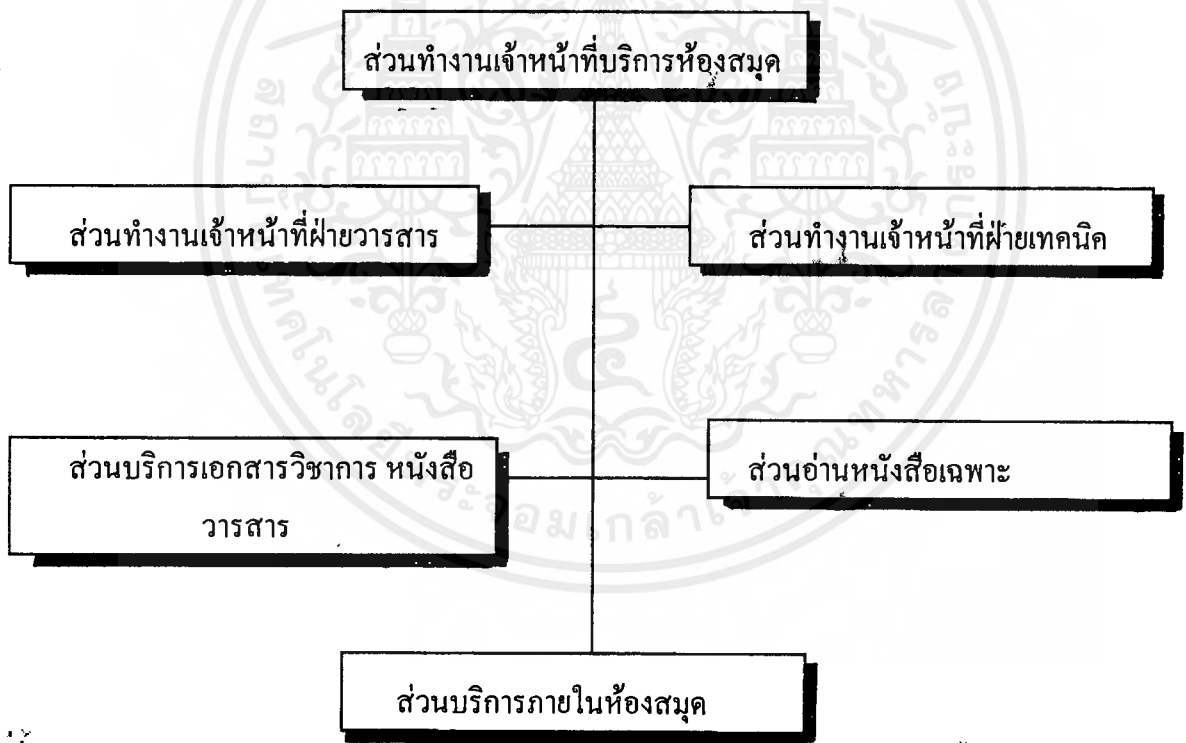 ส่วนทำงานเจ้าหน้าที่บริการห้องสมุด
ส่วนทำงานเจ้าหน้าที่ฝ่ายวารสาร
ส่วนทำงานเจ้าหน้าที่ฝ่ายเทคนิค
ส่วนบริการเอกสารวิชาการ หนังสือ
วารสาร
ส่วนอ่านหนังสือเฉพาะ
ส่วนบริการภายในห้องสมุด